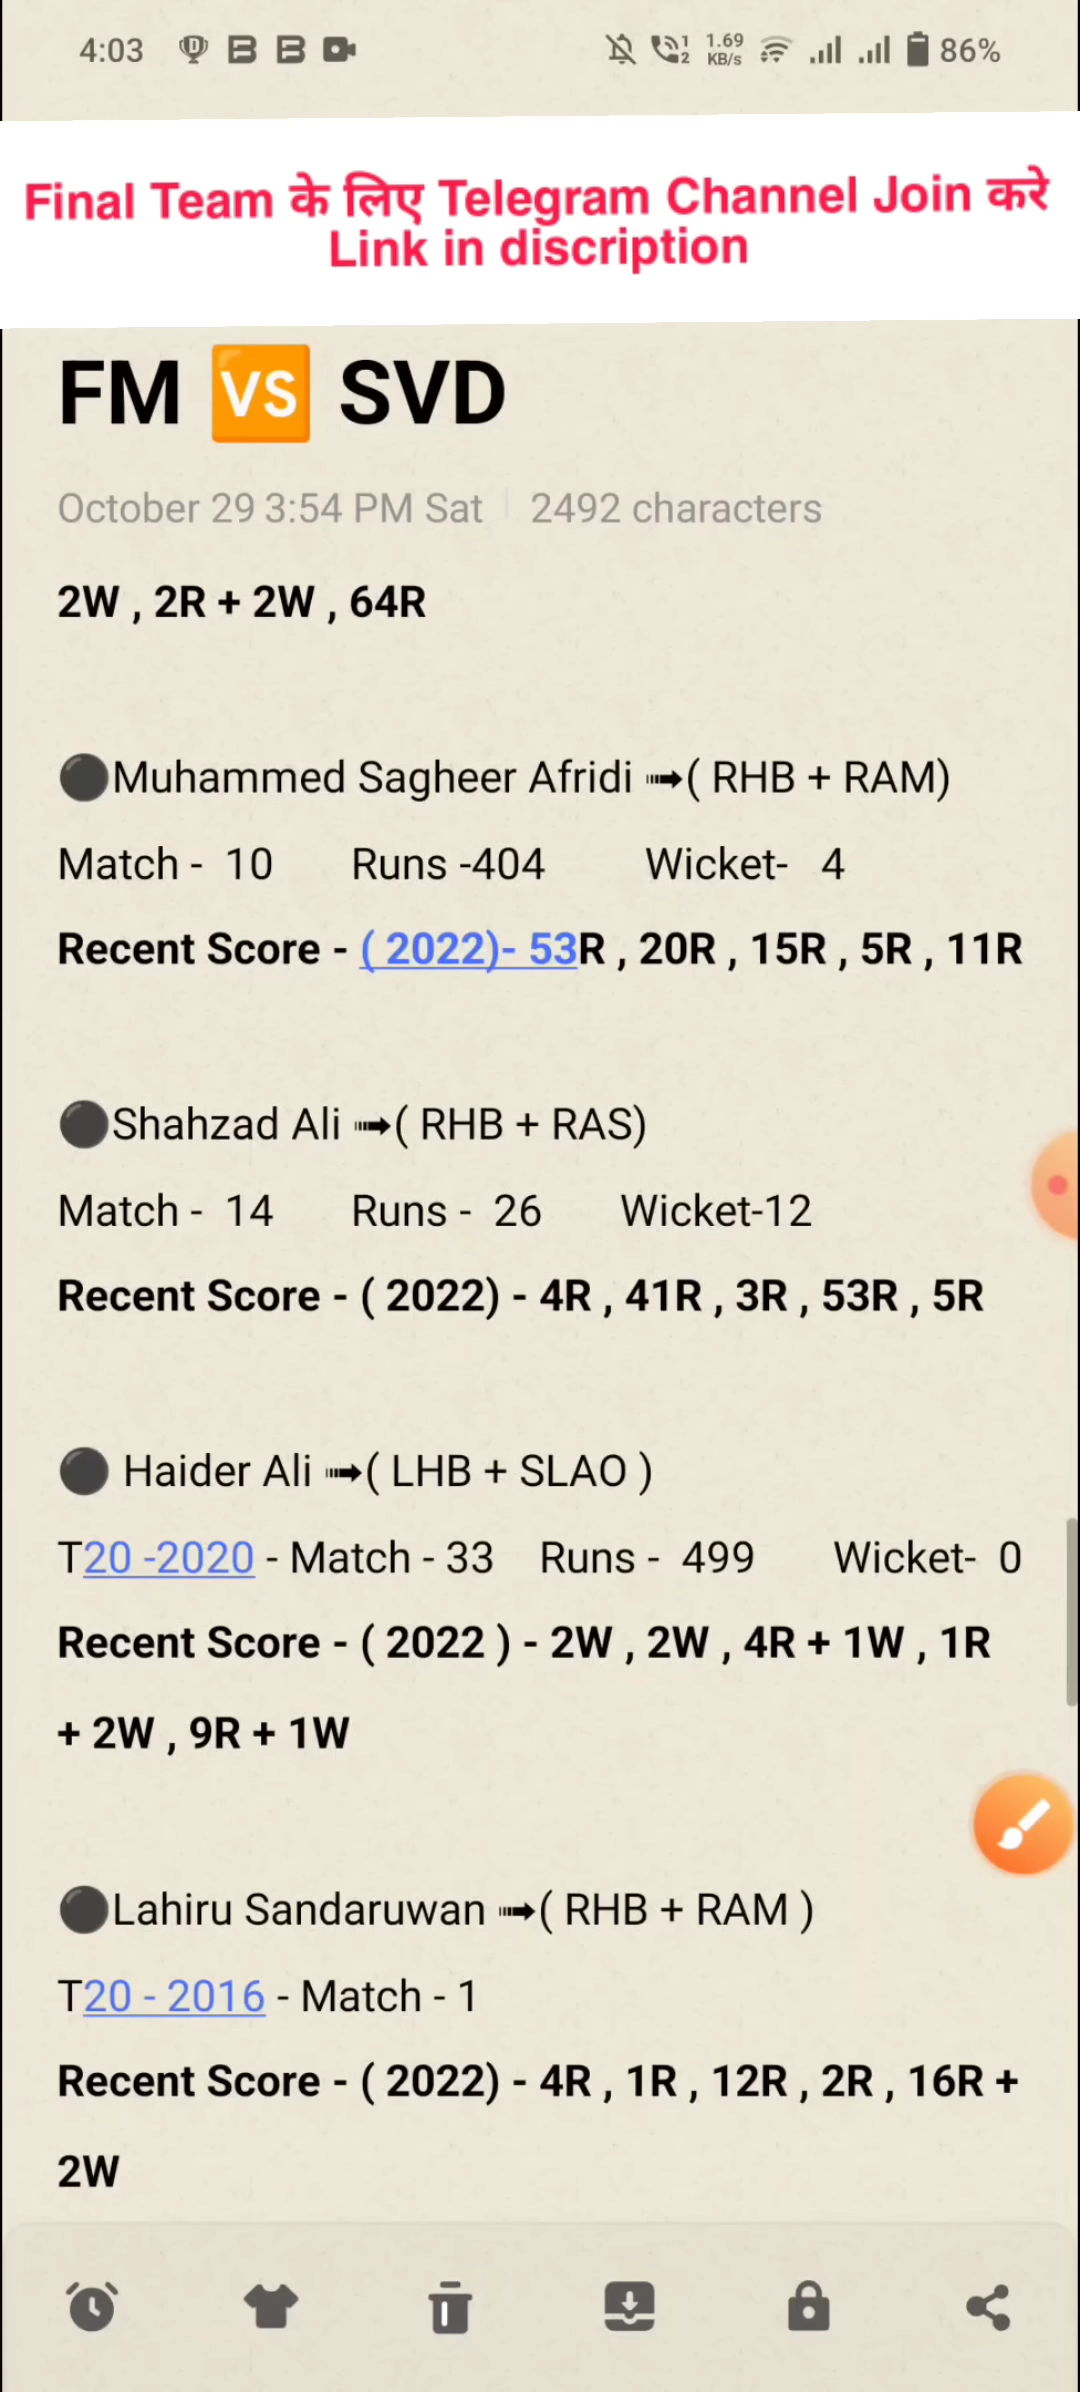 4:03 1.69 KB/s 86%
Final Team के लिए Telegram Channel Join करे
Link in discription
FM VS SVD
October 29 3:54 PM Sat | 2492 characters
2W , 2R + 2W , 64R
⚫Muhammed Sagheer Afridi ➟( RHB + RAM)
Match - 10 Runs -404 Wicket- 4
Recent Score - ( 2022)- 53R , 20R , 15R , 5R , 11R
⚫Shahzad Ali ➟( RHB + RAS)
Match - 14 Runs - 26 Wicket-12
Recent Score - ( 2022) - 4R , 41R , 3R , 53R , 5R
⚫ Haider Ali ➟( LHB + SLAO )
T20 -2020 - Match - 33 Runs - 499 Wicket- 0
Recent Score - ( 2022 ) - 2W , 2W , 4R + 1W , 1R
+ 2W , 9R + 1W
⚫Lahiru Sandaruwan ➟( RHB + RAM )
T20 - 2016 - Match - 1
Recent Score - ( 2022) - 4R , 1R , 12R , 2R , 16R +
2W